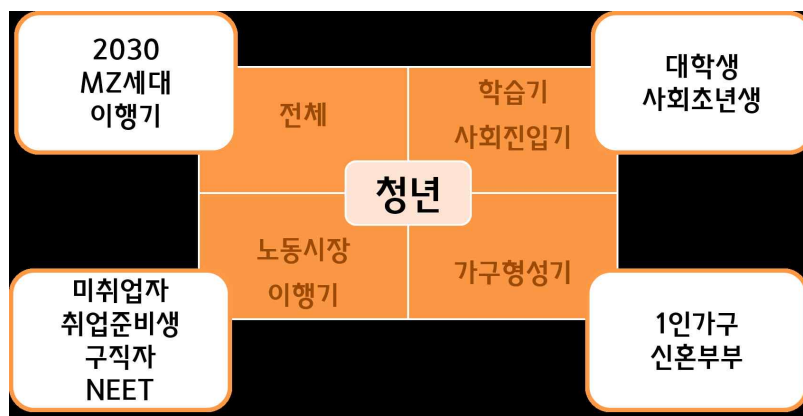 2030
MZ세대
이행기
전체
학습기
사회진입기
대학생
사회초년생
청년
미취업자
취업준비생
구직자
NEET
노동시장
이행기
가구형성기
1인가구
신혼부부